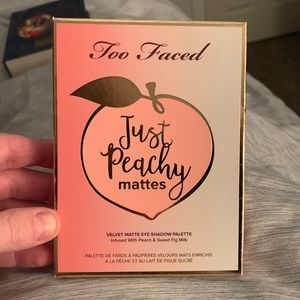 Too Faced
Just
Peachy
mattes
VELVET MATTE EYE SHADOW PALETTE
Infused With Peach & Sweet Fig Milk
PALETTE DE FARDS À PAUPIÈRES VELOURS MATS ENRICHIS
À LA PÊCHE ET AU LAIT DE FIGUE SUCRÉ